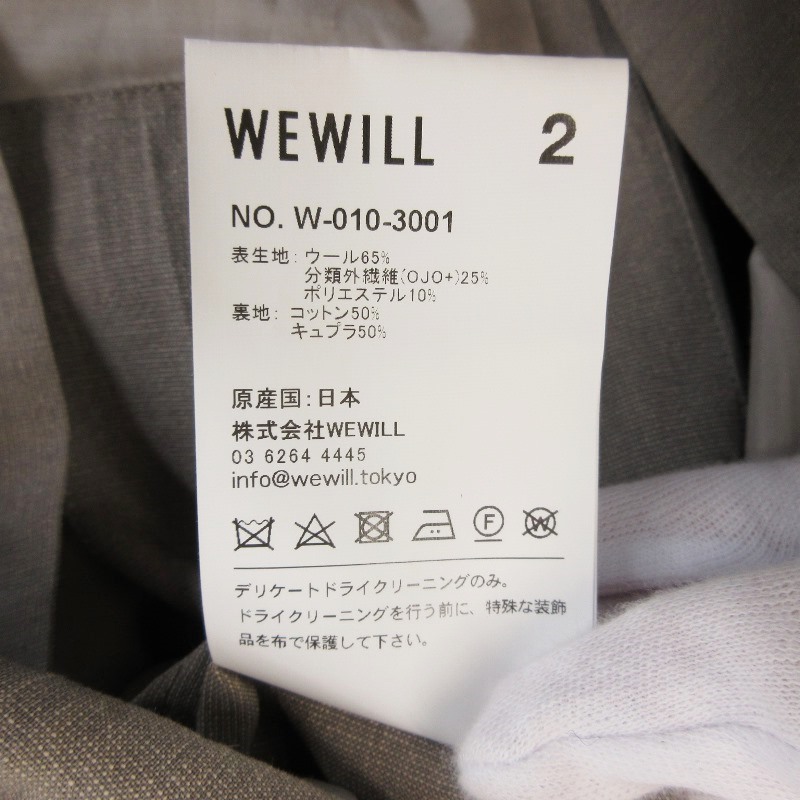 WEWILL 2
NO. W-010-3001
表生地: ウール65%
分類外繊維(OJO+)25%
ポリエステル10%
裏地: コットン50%
キュプラ50%
原産国:日本
株式会社WEWILL
03 6264 4445
info@wewill.tokyo
F W
デリケートドライクリーニングのみ。
ドライクリーニングを行う前に、特殊な装飾
品を布で保護して下さい。